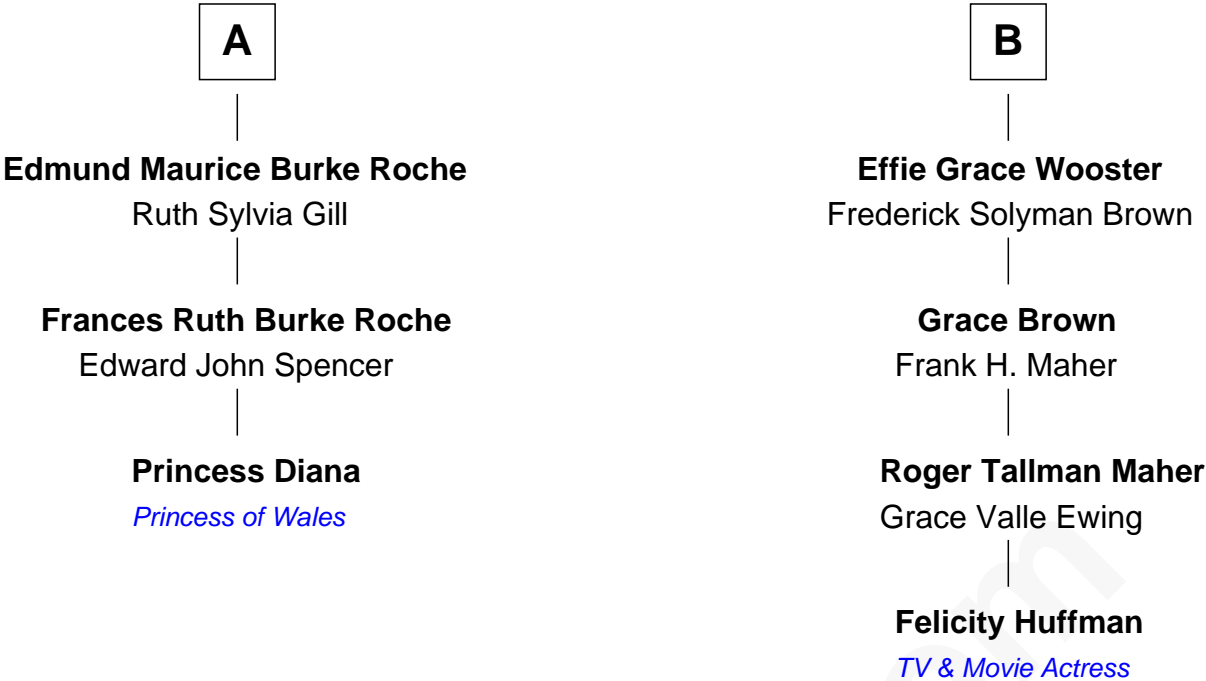 A
Edmund Maurice Burke Roche
Ruth Sylvia Gill
Frances Ruth Burke Roche
Edward John Spencer
Princess Diana
Princess of Wales
B
Effie Grace Wooster
Frederick Solyman Brown
Grace Brown
Frank H. Maher
Roger Tallman Maher
Grace Valle Ewing
Felicity Huffman
TV & Movie Actress